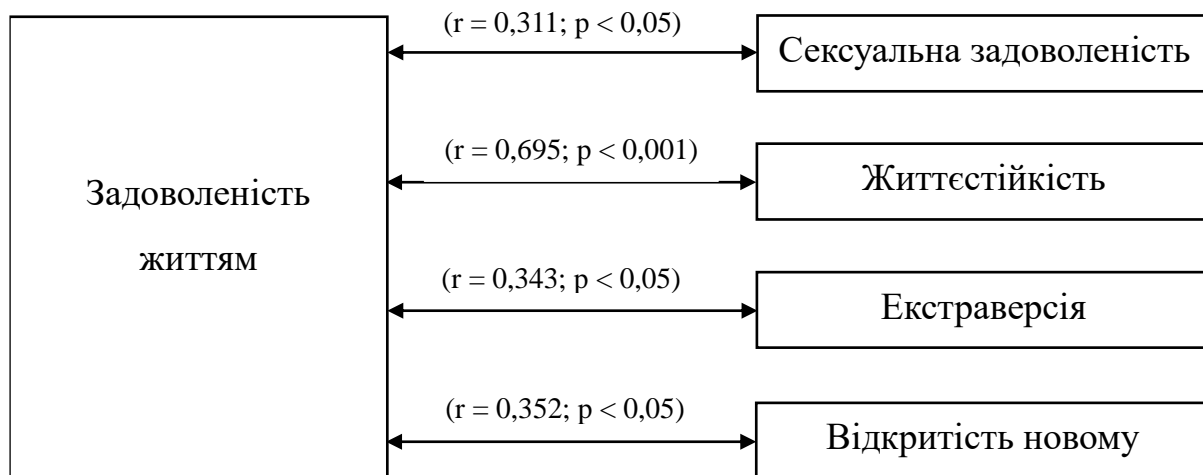 (r = 0,311; p < 0,05)
Сексуальна задоволеність
(r = 0,695; p < 0,001)
Життєстійкість
Задоволеність
життям
(r = 0,343; p < 0,05)
Екстраверсія
(r = 0,352; p < 0,05)
Відкритість новому